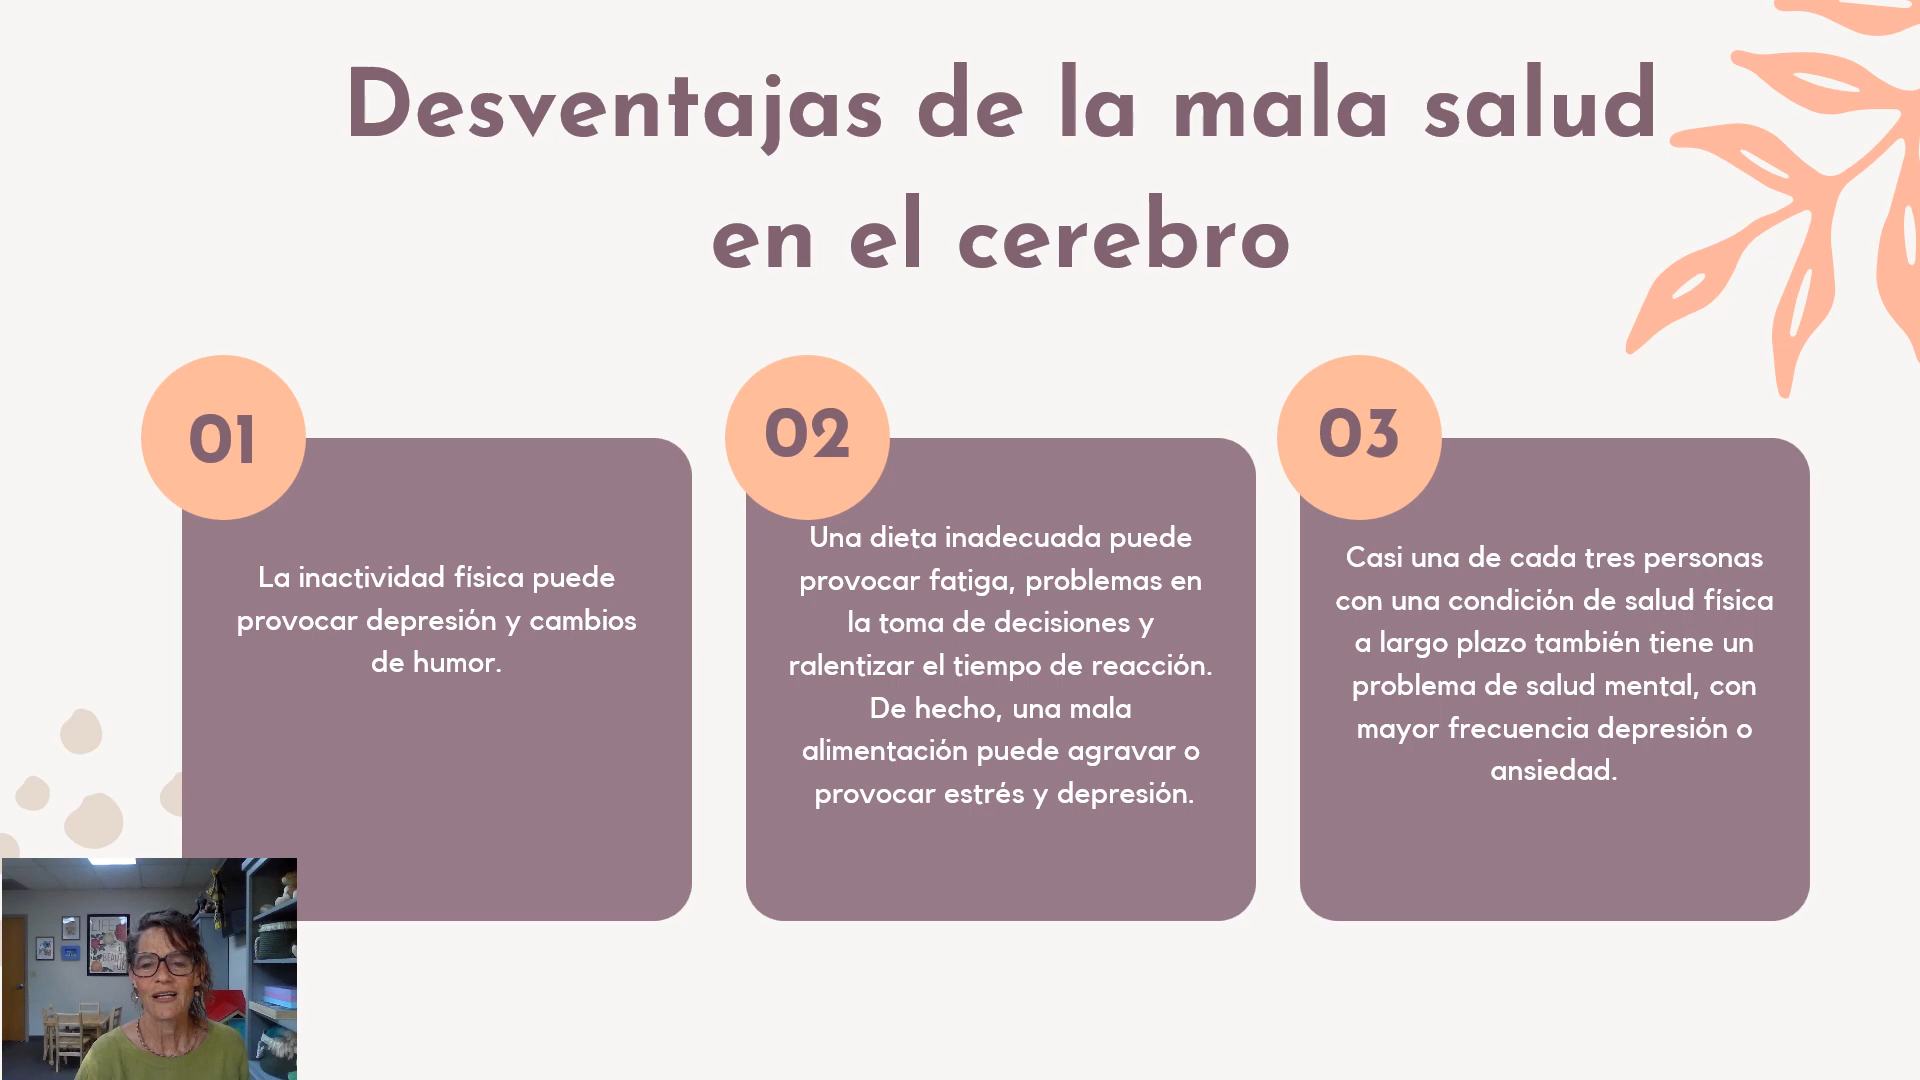 Desventajas de la mala salud
en el cerebro
01
La inactividad física puede
provocar depresión y cambios
de humor.
02
Una dieta inadecuada puede
provocar fatiga, problemas en
la toma de decisiones y
ralentizar el tiempo de reacción.
De hecho, una mala
alimentación puede agravar o
provocar estrés y depresión.
03
Casi una de cada tres personas
con una condición de salud física
a largo plazo también tiene un
problema de salud mental, con
mayor frecuencia depresión o
ansiedad.